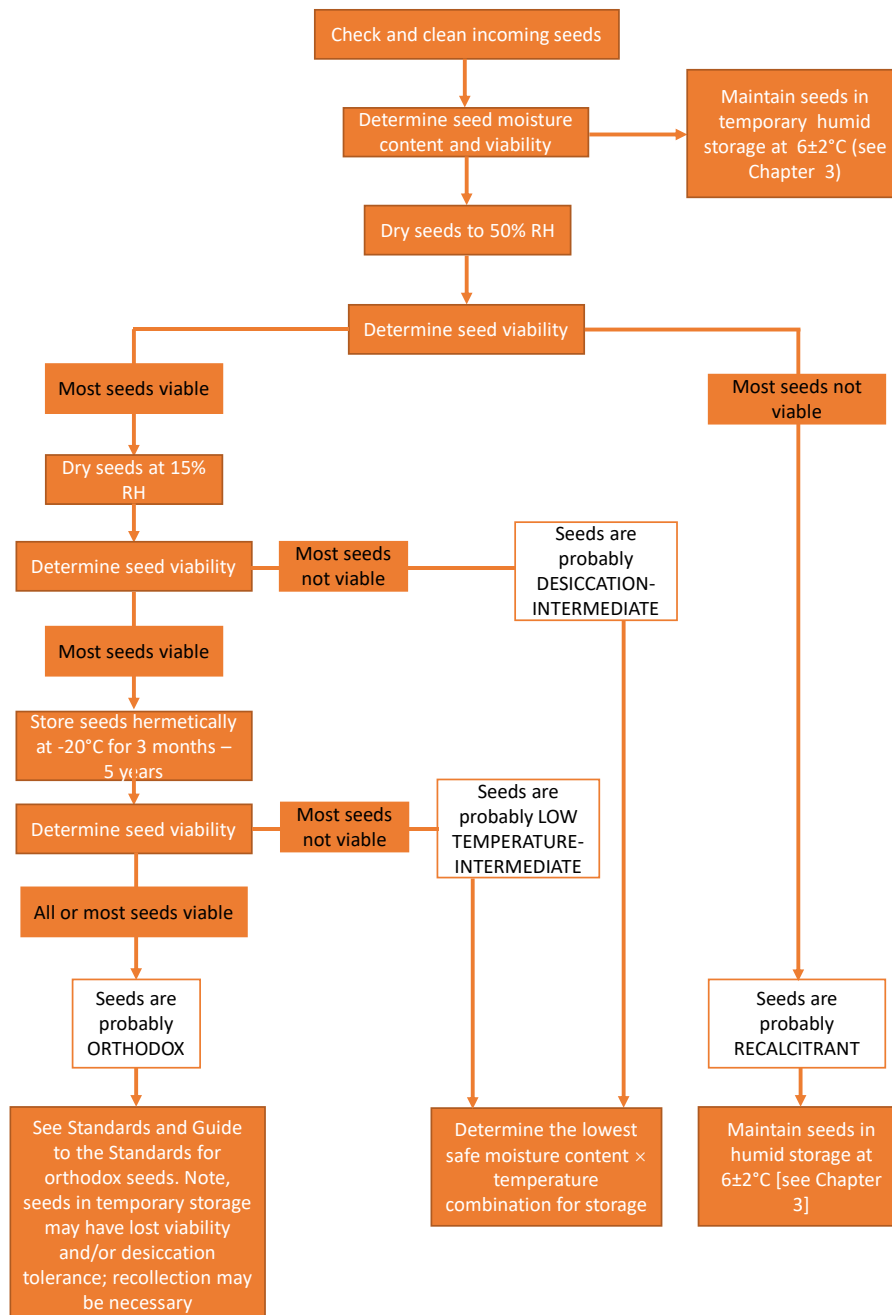 Check and clean incoming seeds
Determine seed moisture
content and viability
Maintain seeds in
temporary humid
storage at 6±2°C (see
Chapter 3)
Dry seeds to 50% RH
Determine seed viability
Most seeds viable
Most seeds not
viable
Dry seeds at 15%
RH
Determine seed viability
Most seeds
not viable
Seeds are
probably
DESICCATION-
INTERMEDIATE
Most seeds viable
Store seeds hermetically
at -20°C for 3 months –
5 years
Determine seed viability
Most seeds
not viable
Seeds are
probably LOW
TEMPERATURE-
INTERMEDIATE
All or most seeds viable
Seeds are
probably
ORTHODOX
Seeds are
probably
RECALCITRANT
See Standards and Guide
to the Standards for
orthodox seeds. Note,
seeds in temporary storage
may have lost viability
and/or desiccation
tolerance; recollection may
be necessary
Determine the lowest
safe moisture content ×
temperature
combination for storage
Maintain seeds in
humid storage at
6±2°C [see Chapter
3]